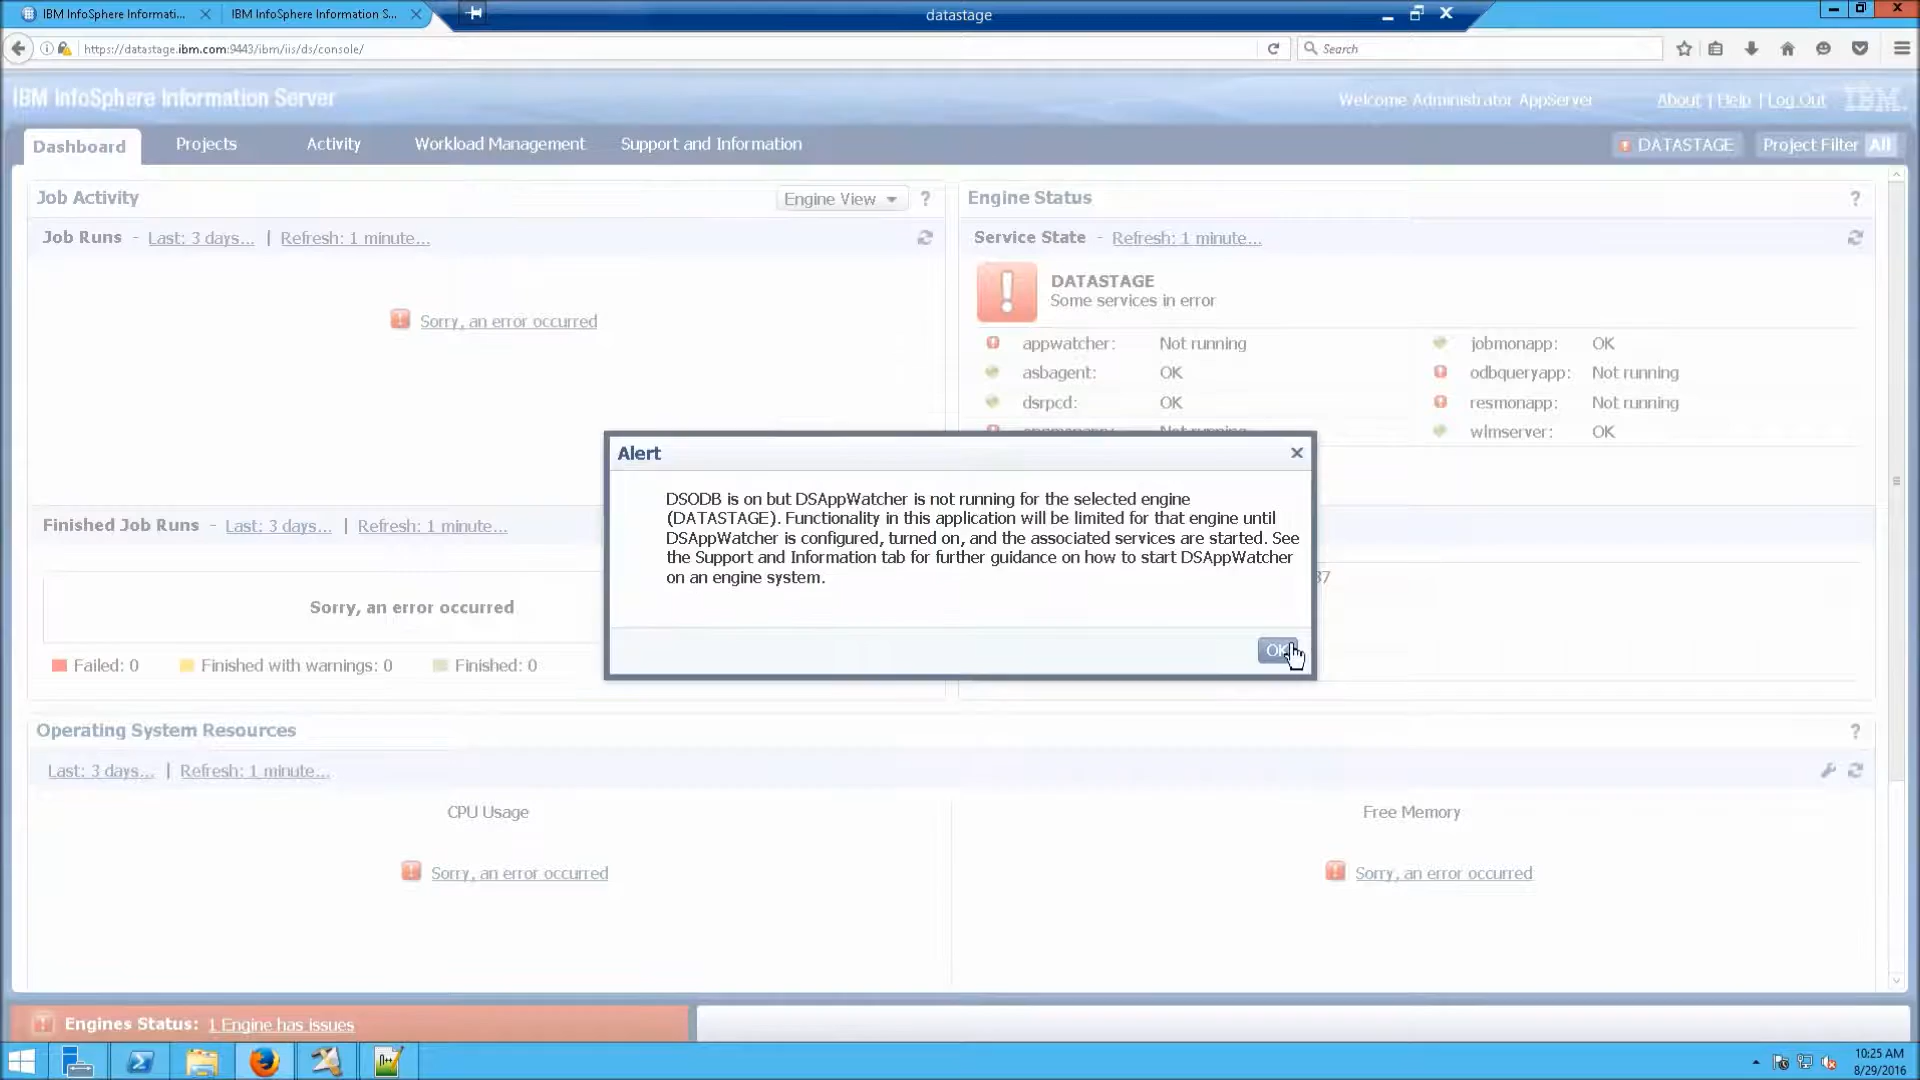 IBM InfoSphere Informati...
IBM InfoSphere Information S...
datastage
https://datastage.ibm.com:9443/ibm/iis/ds/console/
Search
IBM InfoSphere Information Server
Welcome Administrator AppServer
About | Help | Log Out
IBM.
Dashboard
Projects
Activity
Workload Management
Support and Information
DATASTAGE
Project Filter All
Job Activity
Engine View
?
Job Runs - Last: 3 days... | Refresh: 1 minute...
Sorry, an error occurred
Engine Status
?
Service State - Refresh: 1 minute...
DATASTAGE
Some services in error
appwatcher: Not running
jobmonapp: OK
asbagent: OK
odbqueryapp: Not running
dsrpcd: OK
resmonapp: Not running
Not running
wlmserver: OK
Alert
DSODB is on but DSAppWatcher is not running for the selected engine
(DATASTAGE). Functionality in this application will be limited for that engine until
DSAppWatcher is configured, turned on, and the associated services are started. See
the Support and Information tab for further guidance on how to start DSAppWatcher
on an engine system.
OK
37
Finished Job Runs - Last: 3 days... | Refresh: 1 minute...
Sorry, an error occurred
Failed: 0
Finished with warnings: 0
Finished: 0
Operating System Resources
?
Last: 3 days... | Refresh: 1 minute...
CPU Usage
Free Memory
Sorry, an error occurred
Sorry, an error occurred
Engines Status: 1 Engine has issues
10:25 AM
8/29/2016